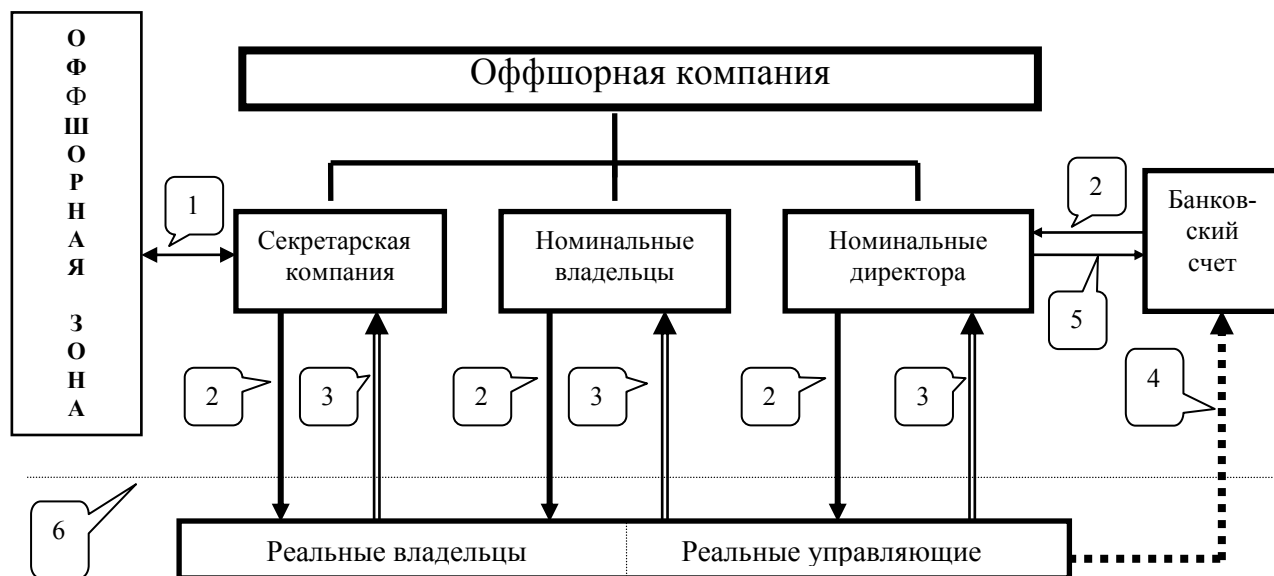 О
Ф
Ф
Ш
О
Р
Н
А
Я
З
О
Н
А
Оффшорная компания
1
2
Секретарская
компания
Номинальные
владельцы
Номинальные
директора
Банков-
ский
счет
5
2
3
2
3
2
3
4
6
Реальные владельцы
Реальные управляющие